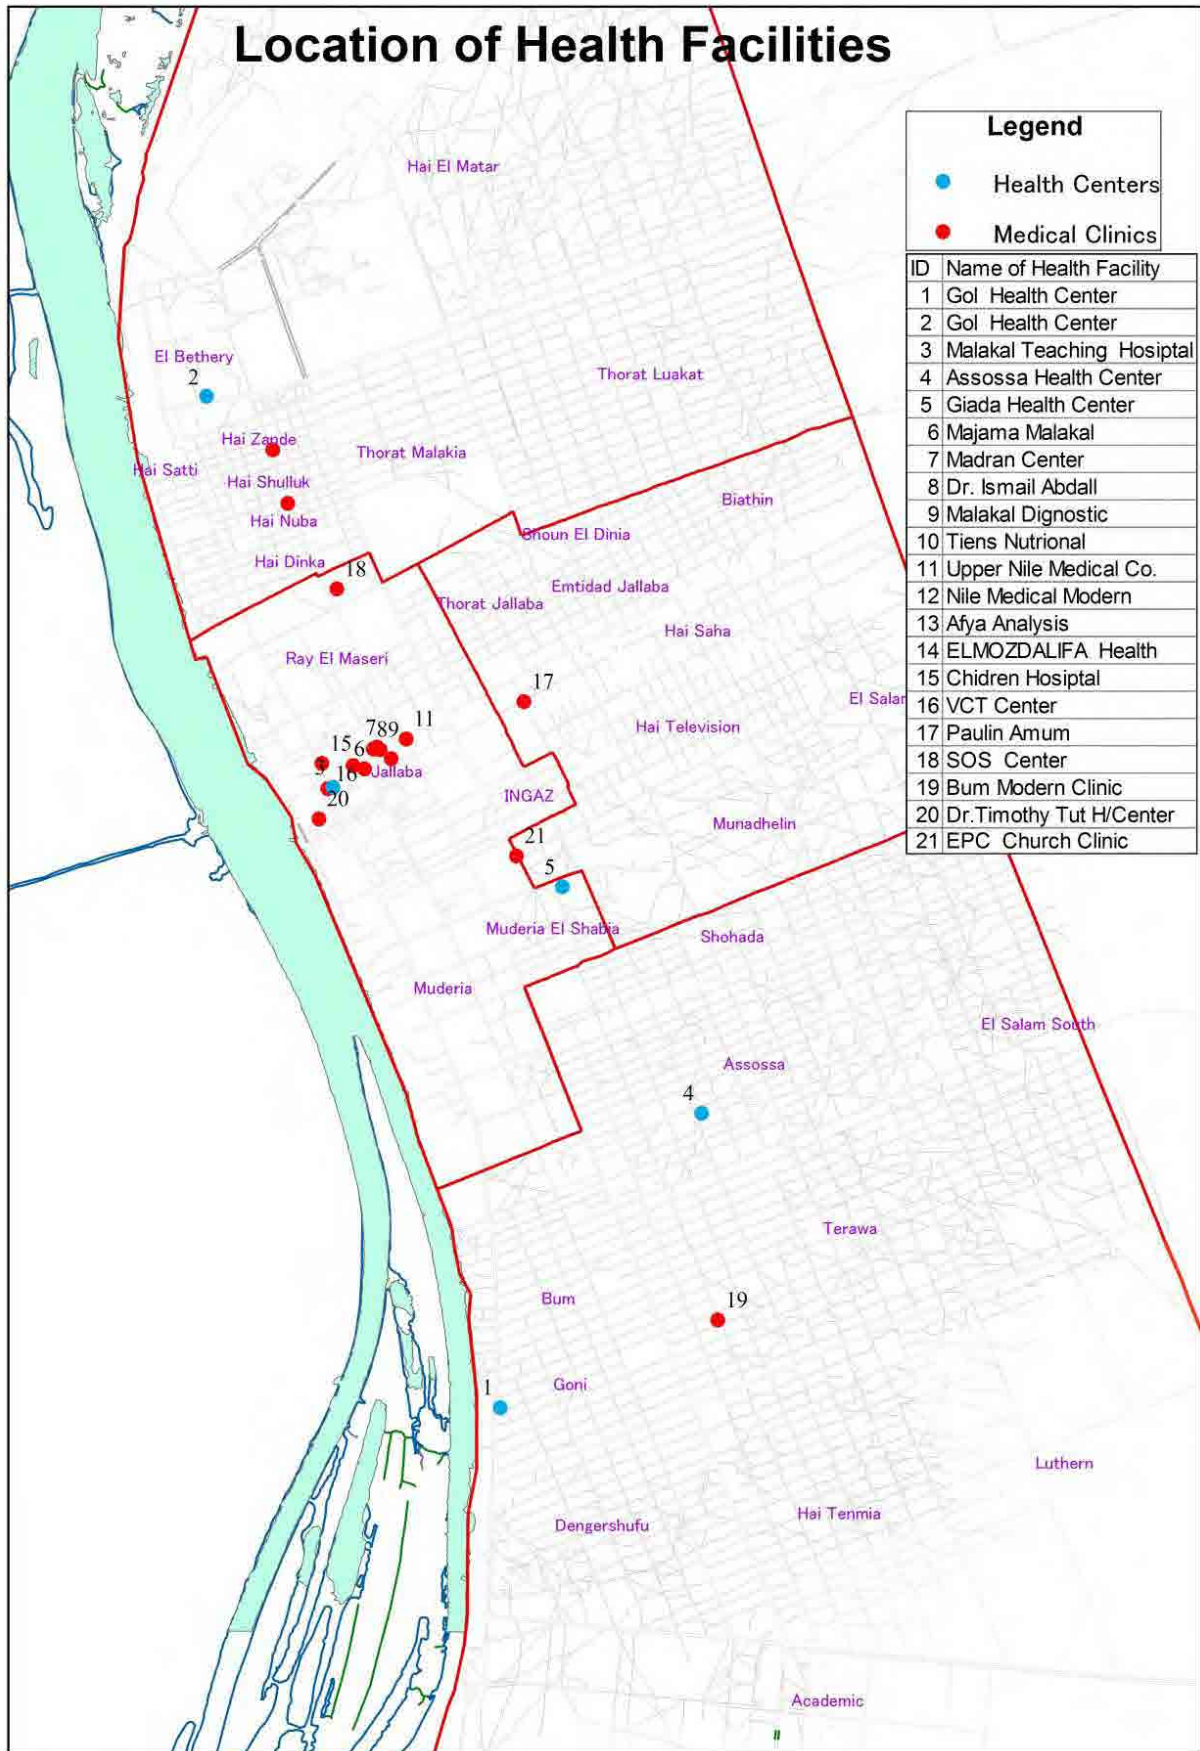 Location of Health Facilities
Legend
Health Centers
Medical Clinics
ID Name of Health Facility
1 Gol Health Center
2 Gol Health Center
3 Malakal Teaching Hosiptal
4 Assossa Health Center
5 Giada Health Center
6 Majama Malakal
7 Madran Center
8 Dr. Ismail Abdall
9 Malakal Dignostic
10 Tiens Nutrional
11 Upper Nile Medical Co.
12 Nile Medical Modern
13 Afya Analysis
14 ELMOZDALIFA Health
15 Chidren Hosiptal
16 VCT Center
17 Paulin Amum
18 SOS Center
19 Bum Modern Clinic
20 Dr.Timothy Tut H/Center
21 EPC Church Clinic
Hai El Matar
El Bethery
2
Thorat Luakat
Hai Zande
Thorat Malakia
Hai Satti
Hai Shulluk
Biathin
Hai Nuba
Shoun El Dinia
Hai Dinka
18
Emtidad Jallaba
Thorat Jallaba
Hai Saha
Ray El Maseri
17
El Salar
7 8 9
11
Hai Television
15 6
3
16
Jallaba
20
INGAZ
Munadhelin
21
5
Muderia El Shabia
Shohada
Muderia
El Salam South
Assossa
4
Terawa
Bum
19
Goni
1
Luthern
Hai Tenmia
Dengershufu
Academic